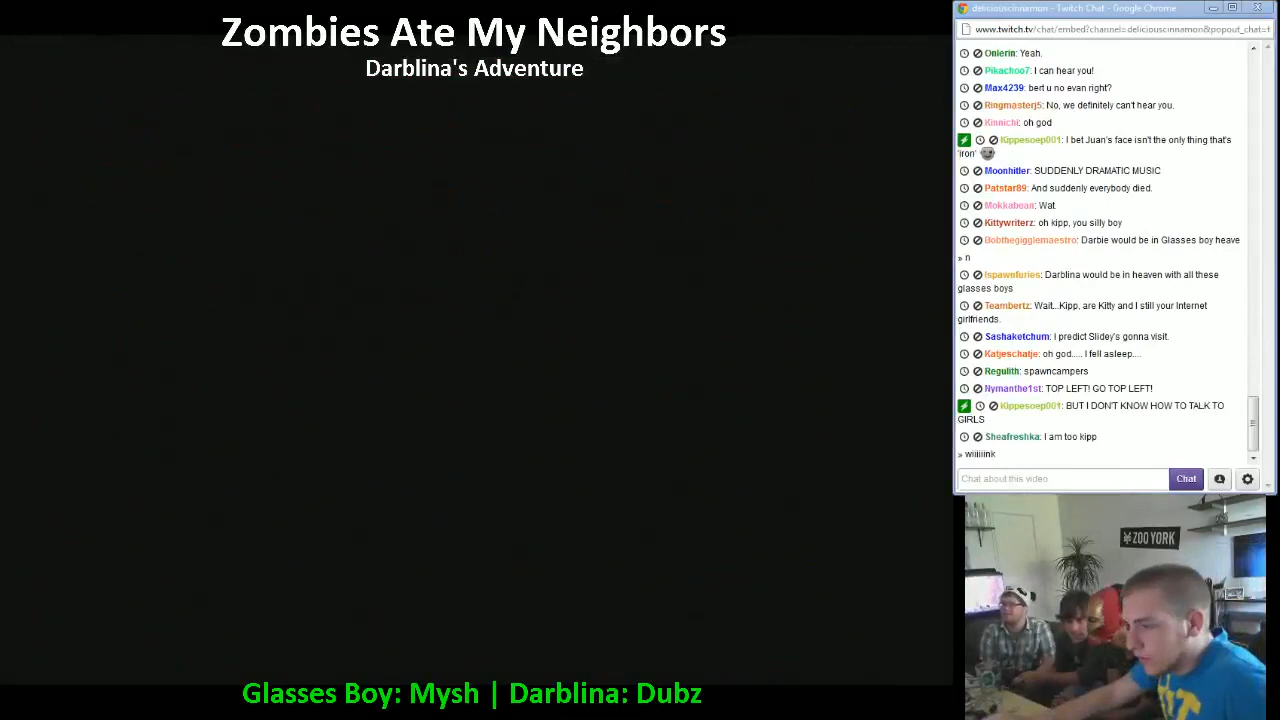 Zombies Ate My Neighbors
Darblina's Adventure
deliciouscinnamon - Twitch Chat - Google Chrome
www.twitch.tv/chat/embed?channel=deliciouscinnamon&popout_chat=t
Onlerin: Yeah.
Pikachoo7: I can hear you!
Max4239: bert u no evan right?
Ringmasterj5: No, we definitely can't hear you.
Kinnichi: oh god
Kippesoep001: I bet Juan's face isn't the only thing that's
'iron'
Moonhitler: SUDDENLY DRAMATIC MUSIC
Patstar89: And suddenly everybody died.
Mokkabean: Wat.
Kittywriterz: oh kipp, you silly boy
Bobthegigglemaestro: Darbie would be in Glasses boy heave
» n
Ispawnfuries: Darblina would be in heaven with all these
glasses boys
Teambertz: Wait...Kipp, are Kitty and I still your Internet
girlfriends.
Sashaketchum: I predict Slidey's gonna visit.
Katjeschatje: oh god..... I fell asleep....
Regulith: spawncampers
Nymanthe1st: TOP LEFT! GO TOP LEFT!
Kippesoep001: BUT I DON'T KNOW HOW TO TALK TO
GIRLS
Sheafreshka: I am too kipp
» wiiiiiink
Chat about this video
Chat
ZOO YORK
Glasses Boy: Mysh | Darblina: Dubz